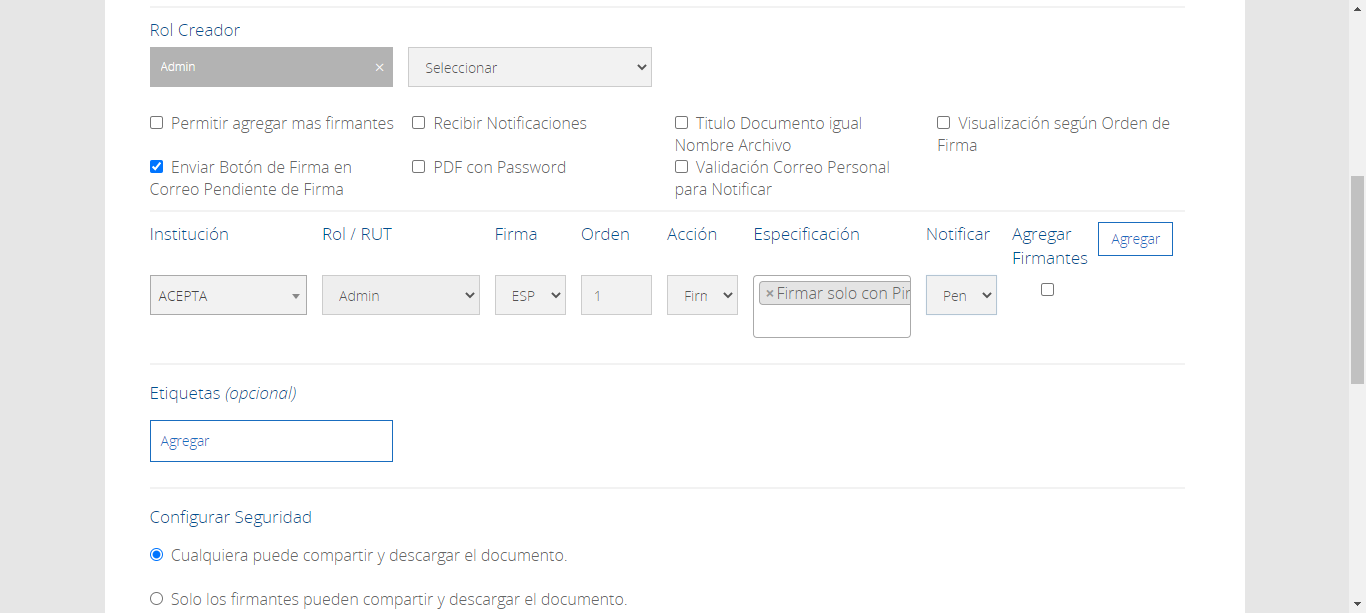 Rol Creador
Admin × Seleccionar
Permitir agregar mas firmantes Recibir Notificaciones Titulo Documento igual Nombre Archivo Visualización según Orden de Firma
Enviar Botón de Firma en Correo Pendiente de Firma PDF con Password Validación Correo Personal para Notificar
Institución Rol / RUT Firma Orden Acción Especificación Notificar Agregar Firmantes Agregar
ACEPTA Admin ESP 1 Firn × Firmar solo con Pin Pen
Etiquetas (opcional)
Agregar
Configurar Seguridad
Cualquiera puede compartir y descargar el documento.
Solo los firmantes pueden compartir y descargar el documento.